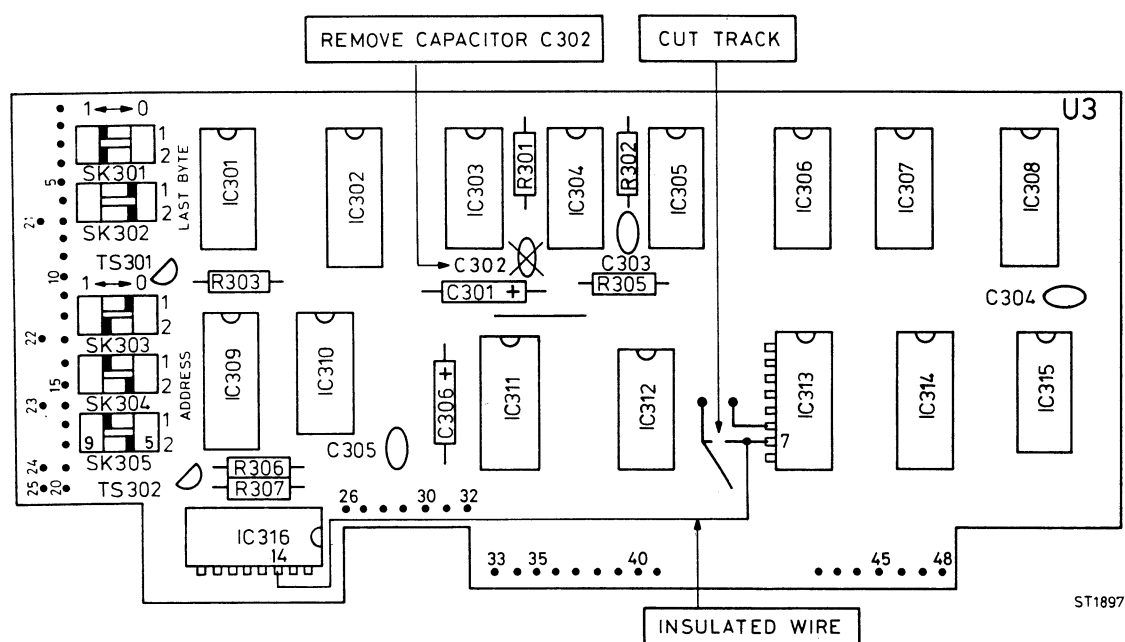 REMOVE CAPACITOR C302
CUT TRACK
U3
1 0
1
2
SK301
LAST BYTE
5
1
2
SK302
21
TS301
10
1 0
1
2
SK303
22
ADDRESS
15
1
2
SK304
23
9 5
1
2
SK305
24
25 20
TS302
IC301
IC302
IC303
R301
IC304
R302
IC305
IC306
IC307
IC308
R303
C302
C303
C301 +
R305
C304
IC309
IC310
C306 +
IC311
IC312
7
IC313
IC314
IC315
C305
R306
R307
26 30 32
IC316
14
33 35 40 45 48
INSULATED WIRE
ST1897